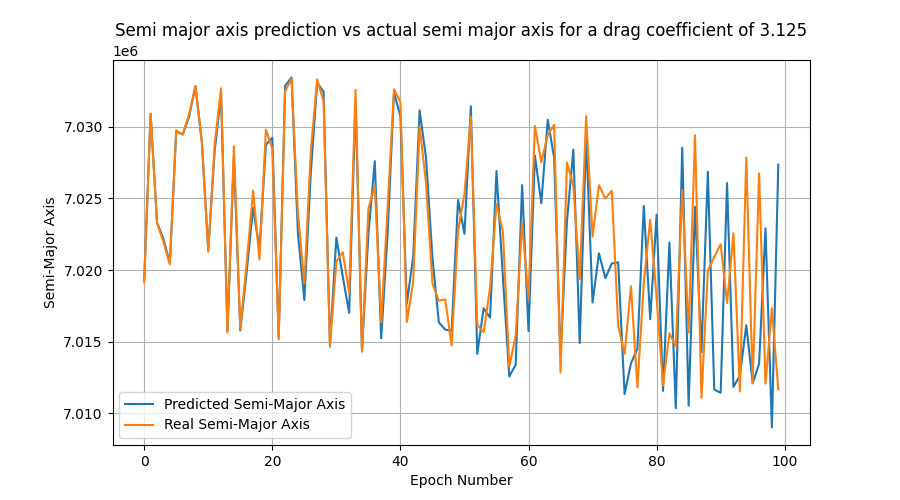 Semi major axis prediction vs actual semi major axis for a drag coefficient of 3.125
1e6
7.030
7.025
7.020
7.015
7.010
Semi-Major Axis
Predicted Semi-Major Axis
Real Semi-Major Axis
0 20 40 60 80 100
Epoch Number